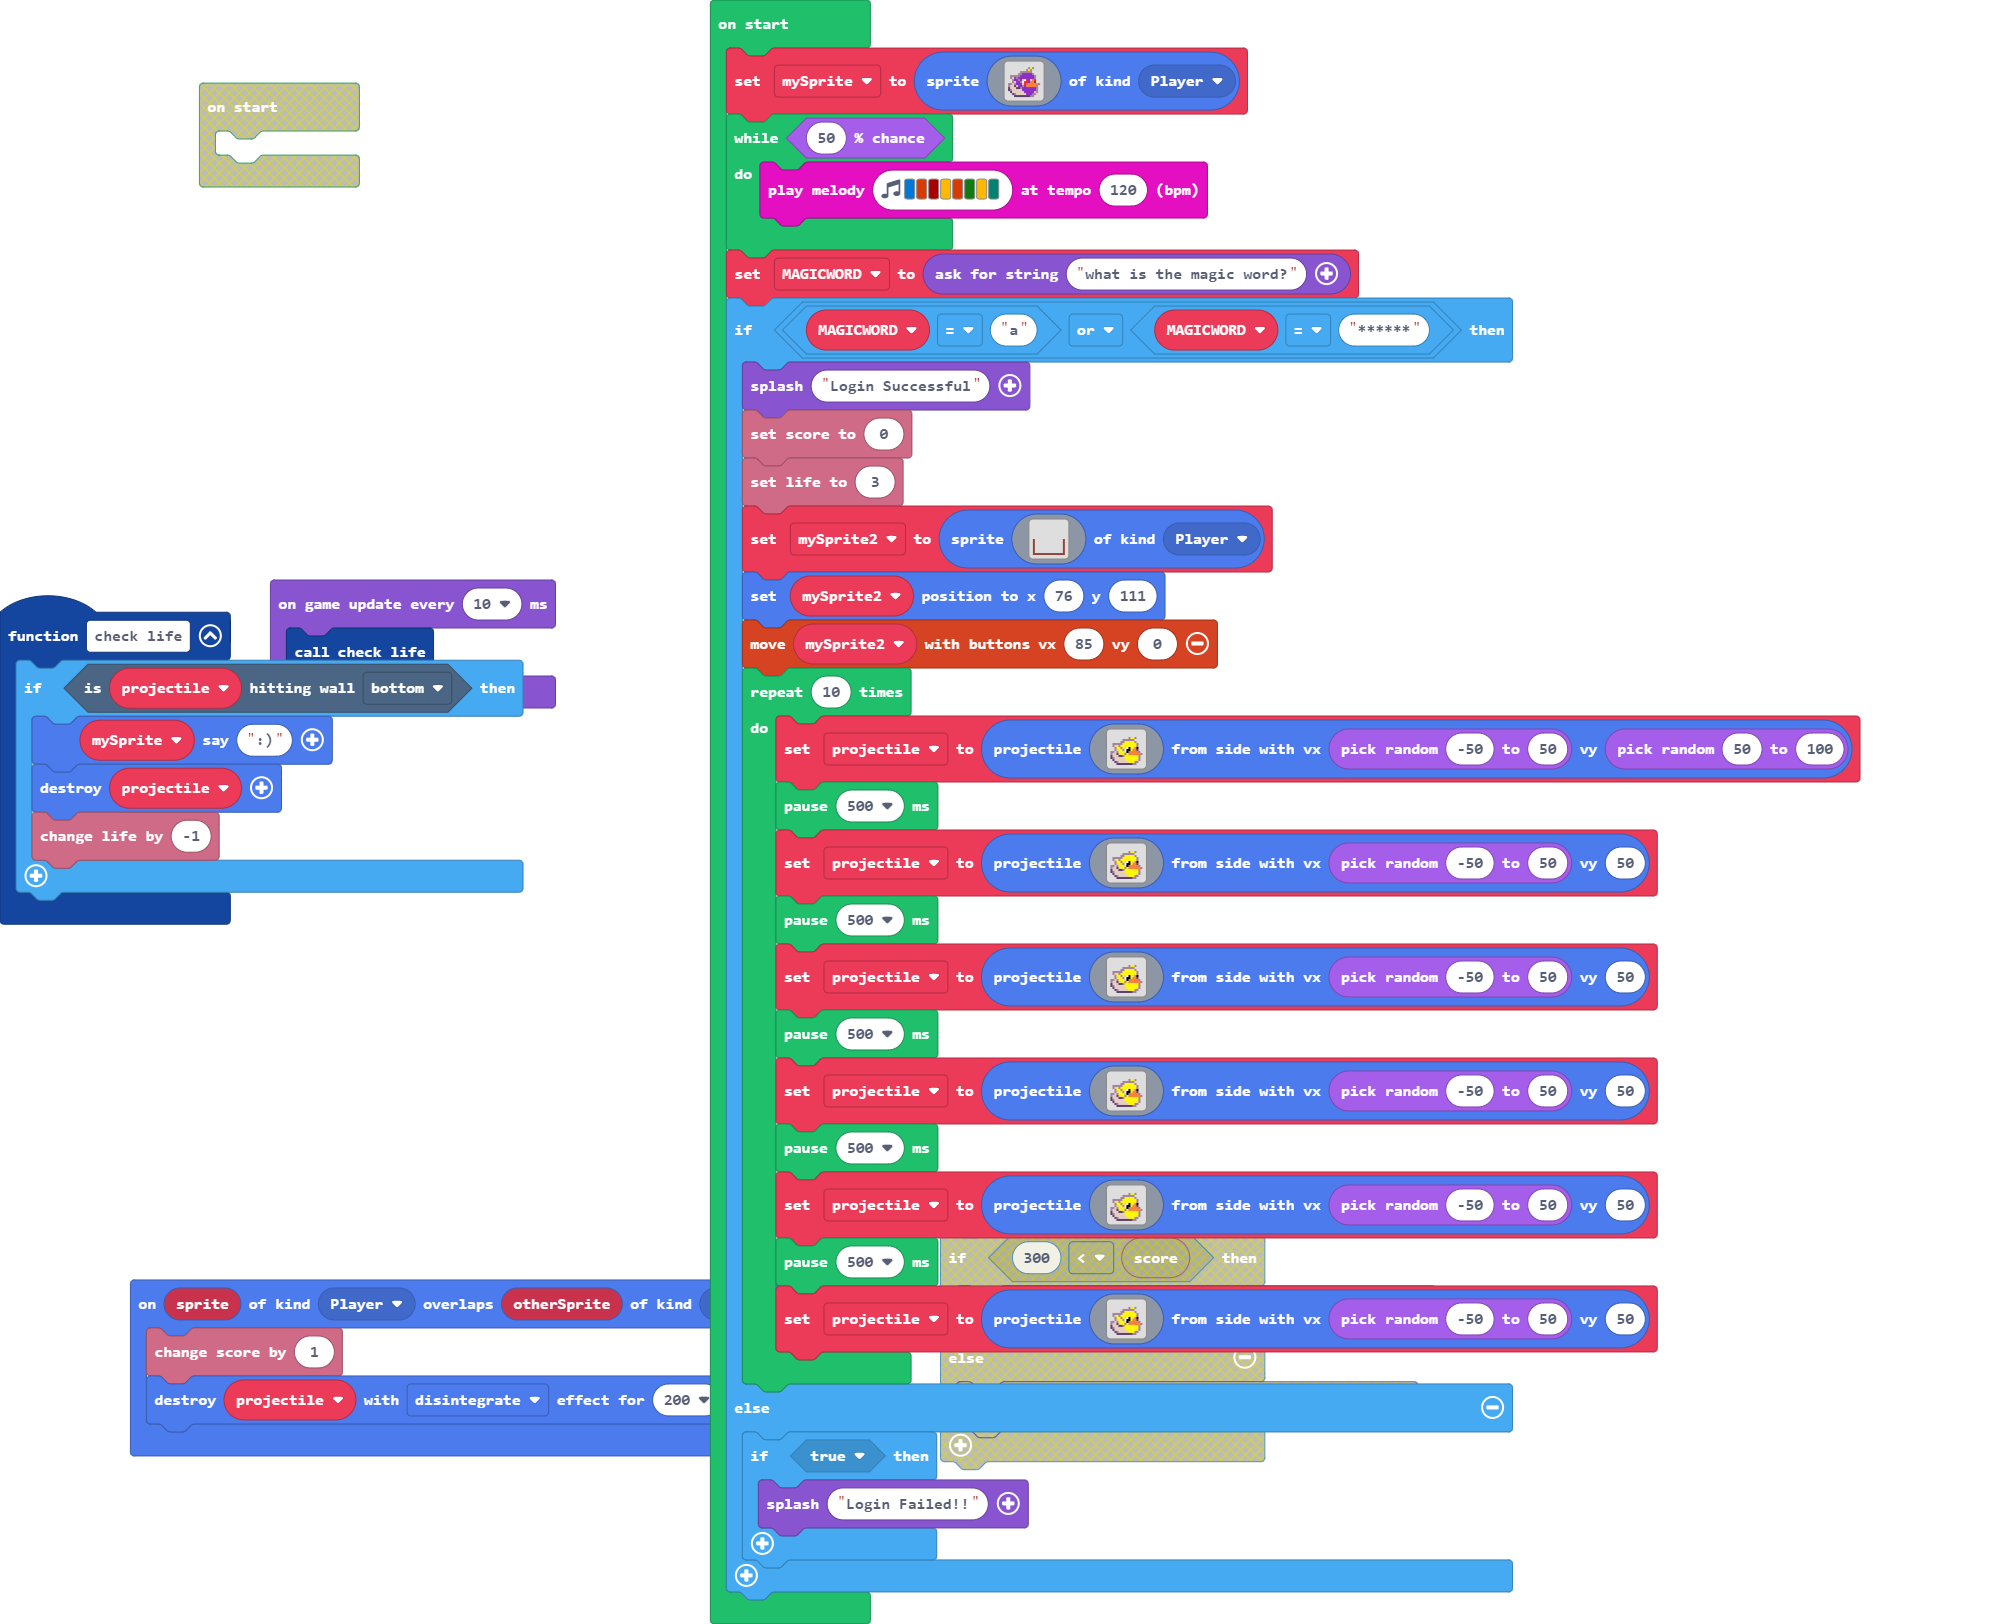 on start
on start
set mySprite to sprite of kind Player
while 50 % chance
do play melody at tempo 120 (bpm)
set MAGICWORD to ask for string "what is the magic word?"
if MAGICWORD = "a" or MAGICWORD = "******" then
splash "Login Successful"
set score to 0
set life to 3
set mySprite2 to sprite of kind Player
set mySprite2 position to x 76 y 111
move mySprite2 with buttons vx 85 vy 0
repeat 10 times
do set projectile to projectile from side with vx pick random -50 to 50 vy pick random 50 to 100
pause 500 ms
set projectile to projectile from side with vx pick random -50 to 50 vy 50
pause 500 ms
set projectile to projectile from side with vx pick random -50 to 50 vy 50
pause 500 ms
set projectile to projectile from side with vx pick random -50 to 50 vy 50
pause 500 ms
set projectile to projectile from side with vx pick random -50 to 50 vy 50
pause 500 ms
set projectile to projectile from side with vx pick random -50 to 50 vy 50
else
if true then
splash "Login Failed!!"
if 300 < score then
else
on game update every 10 ms
call check life
function check life
if is projectile hitting wall bottom then
mySprite say ":)"
destroy projectile
change life by -1
on sprite of kind Player overlaps otherSprite of kind
change score by 1
destroy projectile with disintegrate effect for 200